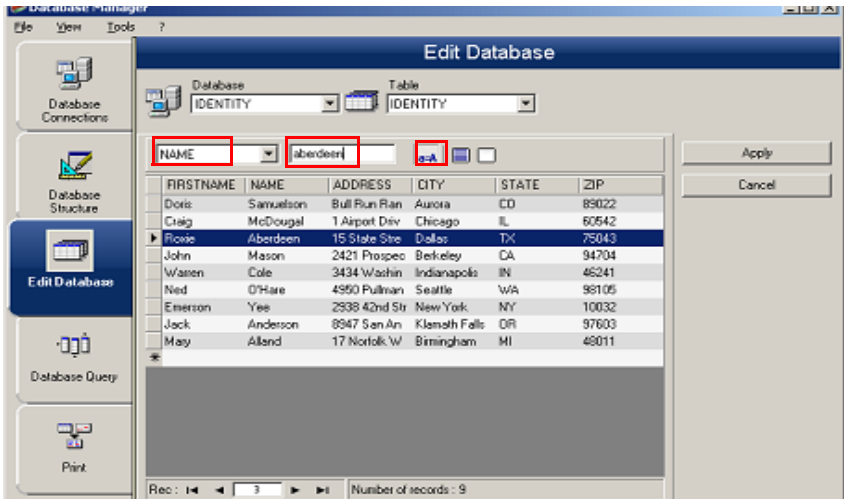 Database Manager
File View Tools ?
Edit Database
Database Connections
Database Structure
Edit Database
Database Query
Print
Database Table
IDENTITY IDENTITY
NAME aberdeen a=A
Apply
Cancel
FIRSTNAME NAME ADDRESS CITY STATE ZIP
Doris Samuelson Bull Run Ran Aurora CO 89022
Craig McDougal 1 Airport Driv Chicago IL 60542
Roxie Aberdeen 15 State Stre Dallas TX 75043
John Mason 2421 Prospec Berkeley CA 94704
Warren Cole 3434 Washin Indianapolis IN 46241
Ned O'Hare 4950 Pullman Seattle WA 98105
Emerson Yee 2938 42nd Str New York NY 10032
Jack Anderson 8947 San An Klamath Falls OR 97603
Mary Alland 17 Norfolk W Birmingham MI 48011
Rec : 3 Number of records : 9